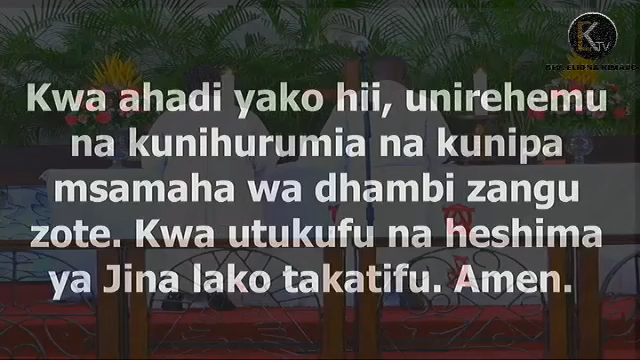 KTV
Kwa ahadi yako hii, unirehemu
na kunihurumia na kunipa
msamaha wa dhambi zangu
zote. Kwa utukufu na heshima
ya Jina lako takatifu. Amen.